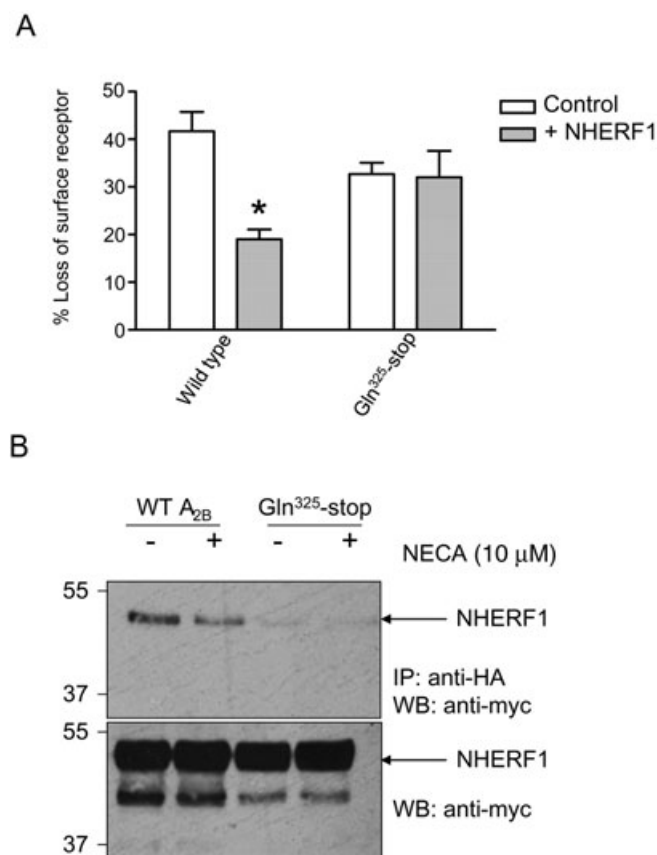 A
% Loss of surface receptor
50
40
30
20
10
0
*
Control
+ NHERF1
Wild type
Gln³²⁵-stop
B
WT A₂B Gln³²⁵-stop
- + - + NECA (10 μM)
55
NHERF1
IP: anti-HA
37
WB: anti-myc
55
NHERF1
WB: anti-myc
37